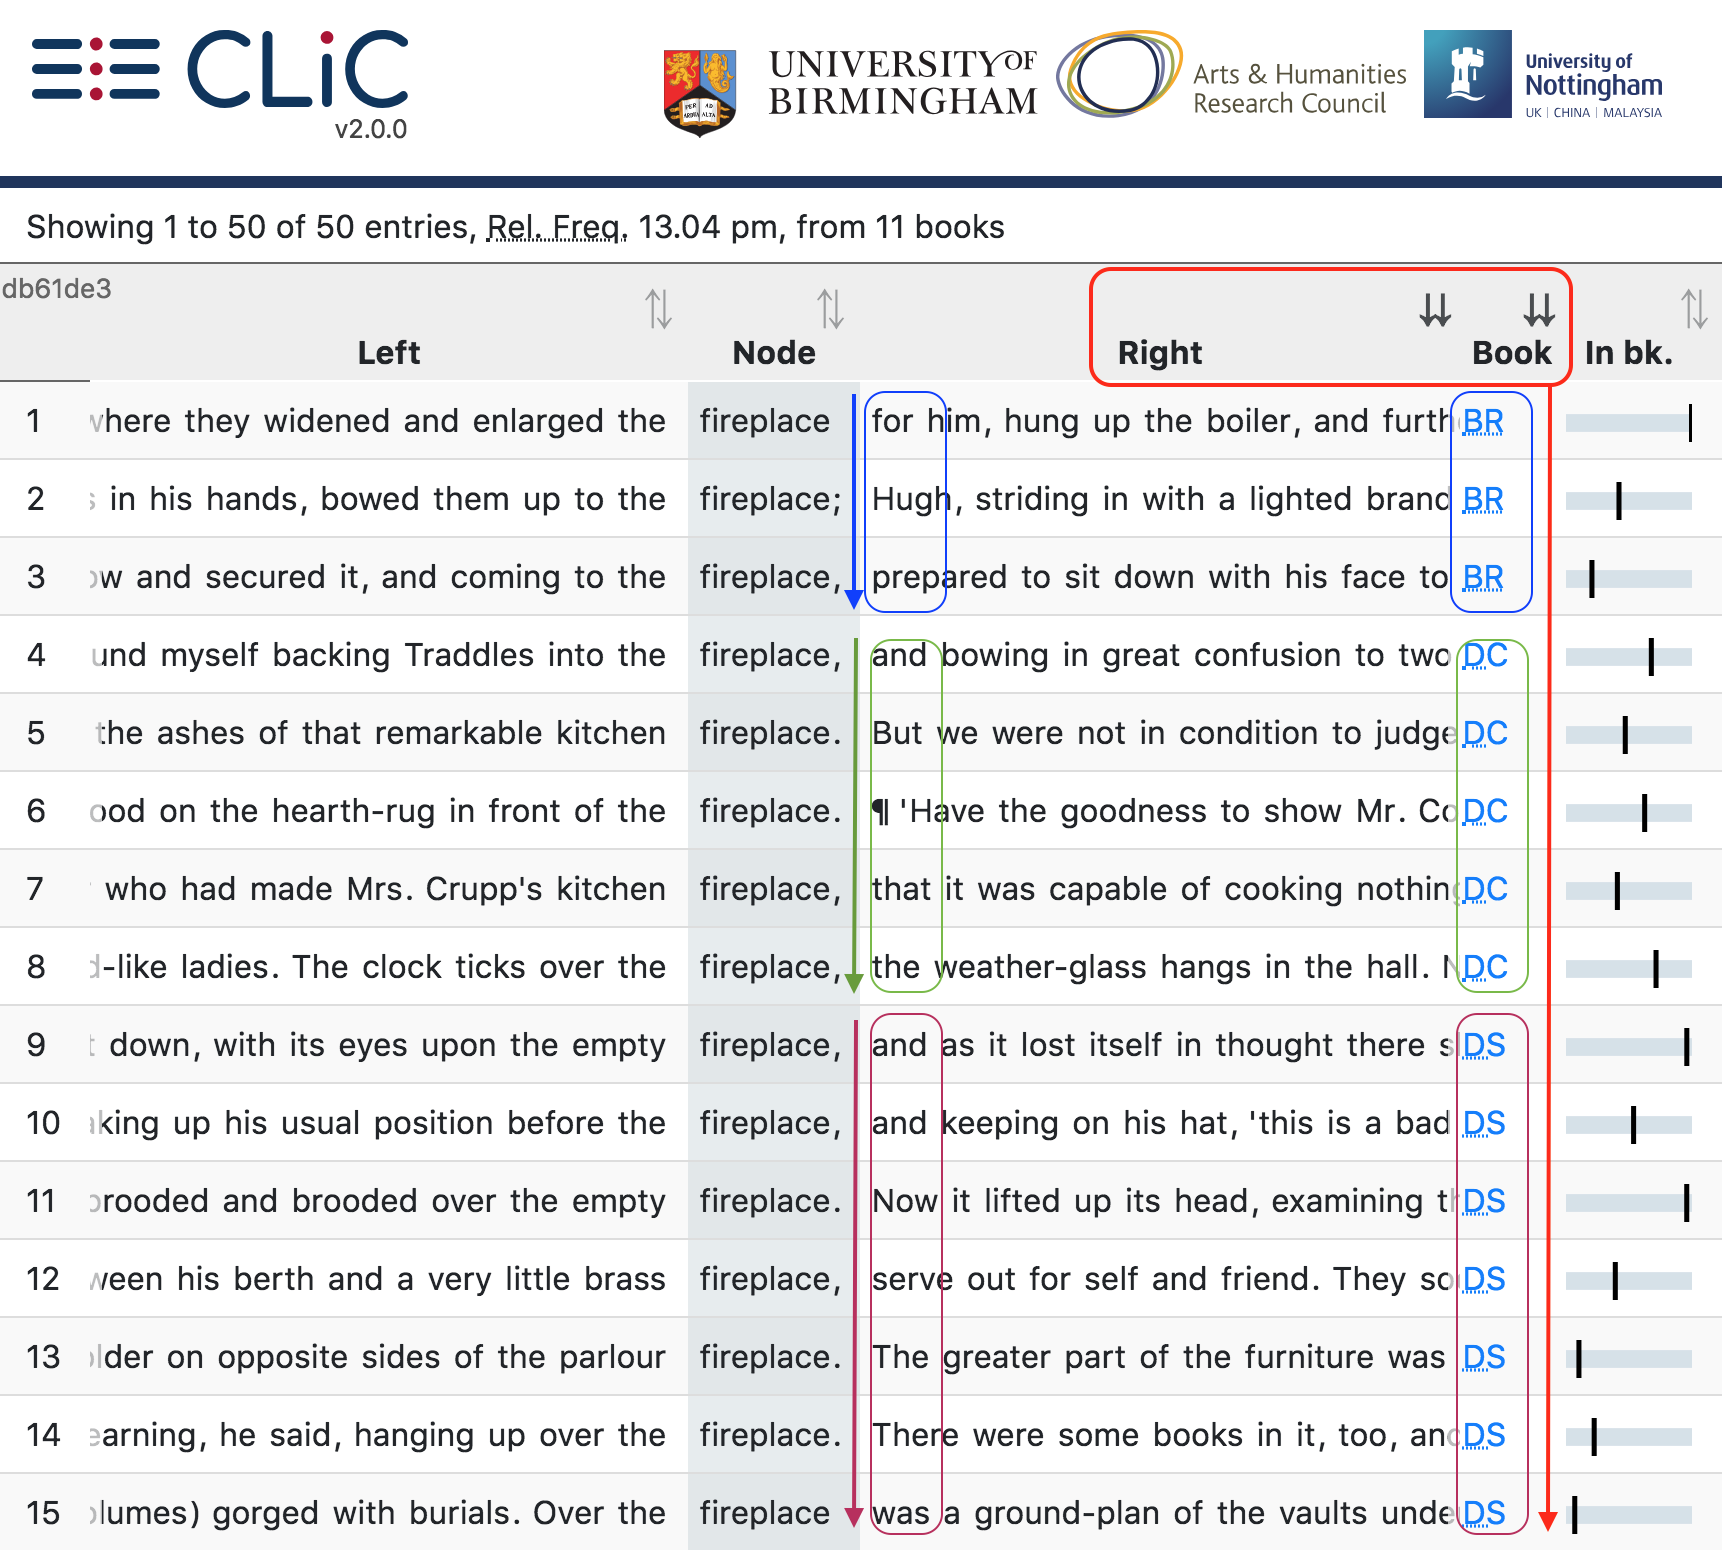 CLiC
v2.0.0
UNIVERSITY OF
BIRMINGHAM
PER AD
ARDUA ALTA
Arts & Humanities
Research Council
University of
Nottingham
UK | CHINA | MALAYSIA
Showing 1 to 50 of 50 entries, Rel. Freq. 13.04 pm, from 11 books
db61de3
Left Node Right Book In bk.
1 where they widened and enlarged the fireplace for him, hung up the boiler, and furth BR
2 s in his hands, bowed them up to the fireplace; Hugh, striding in with a lighted brand BR
3 ow and secured it, and coming to the fireplace, prepared to sit down with his face to BR
4 und myself backing Traddles into the fireplace, and bowing in great confusion to two DC
5 the ashes of that remarkable kitchen fireplace. But we were not in condition to judge DC
6 ood on the hearth-rug in front of the fireplace. ¶ 'Have the goodness to show Mr. Co DC
7 who had made Mrs. Crupp's kitchen fireplace, that it was capable of cooking nothing DC
8 d-like ladies. The clock ticks over the fireplace, the weather-glass hangs in the hall. N DC
9 t down, with its eyes upon the empty fireplace, and as it lost itself in thought there s DS
10 aking up his usual position before the fireplace, and keeping on his hat, 'this is a bad DS
11 brooded and brooded over the empty fireplace. Now it lifted up its head, examining th DS
12 ween his berth and a very little brass fireplace, serve out for self and friend. They so DS
13 older on opposite sides of the parlour fireplace. The greater part of the furniture was DS
14 earning, he said, hanging up over the fireplace. There were some books in it, too, and DS
15 olumes) gorged with burials. Over the fireplace was a ground-plan of the vaults unde DS